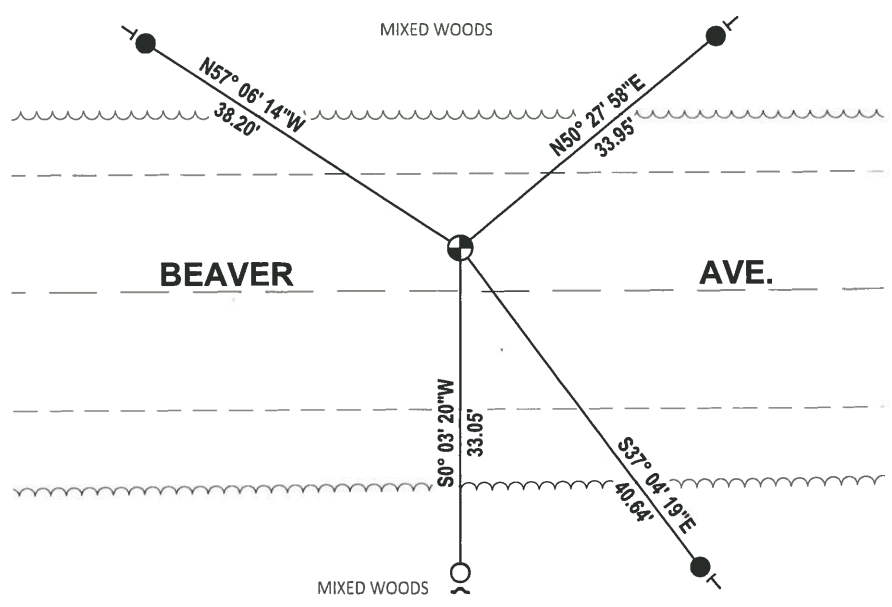 MIXED WOODS
N57° 06' 14"W
38.20'
N50° 27' 58"E
33.95'
BEAVER AVE.
S0° 03' 20"W
33.05'
S37° 04' 19"E
40.64'
MIXED WOODS